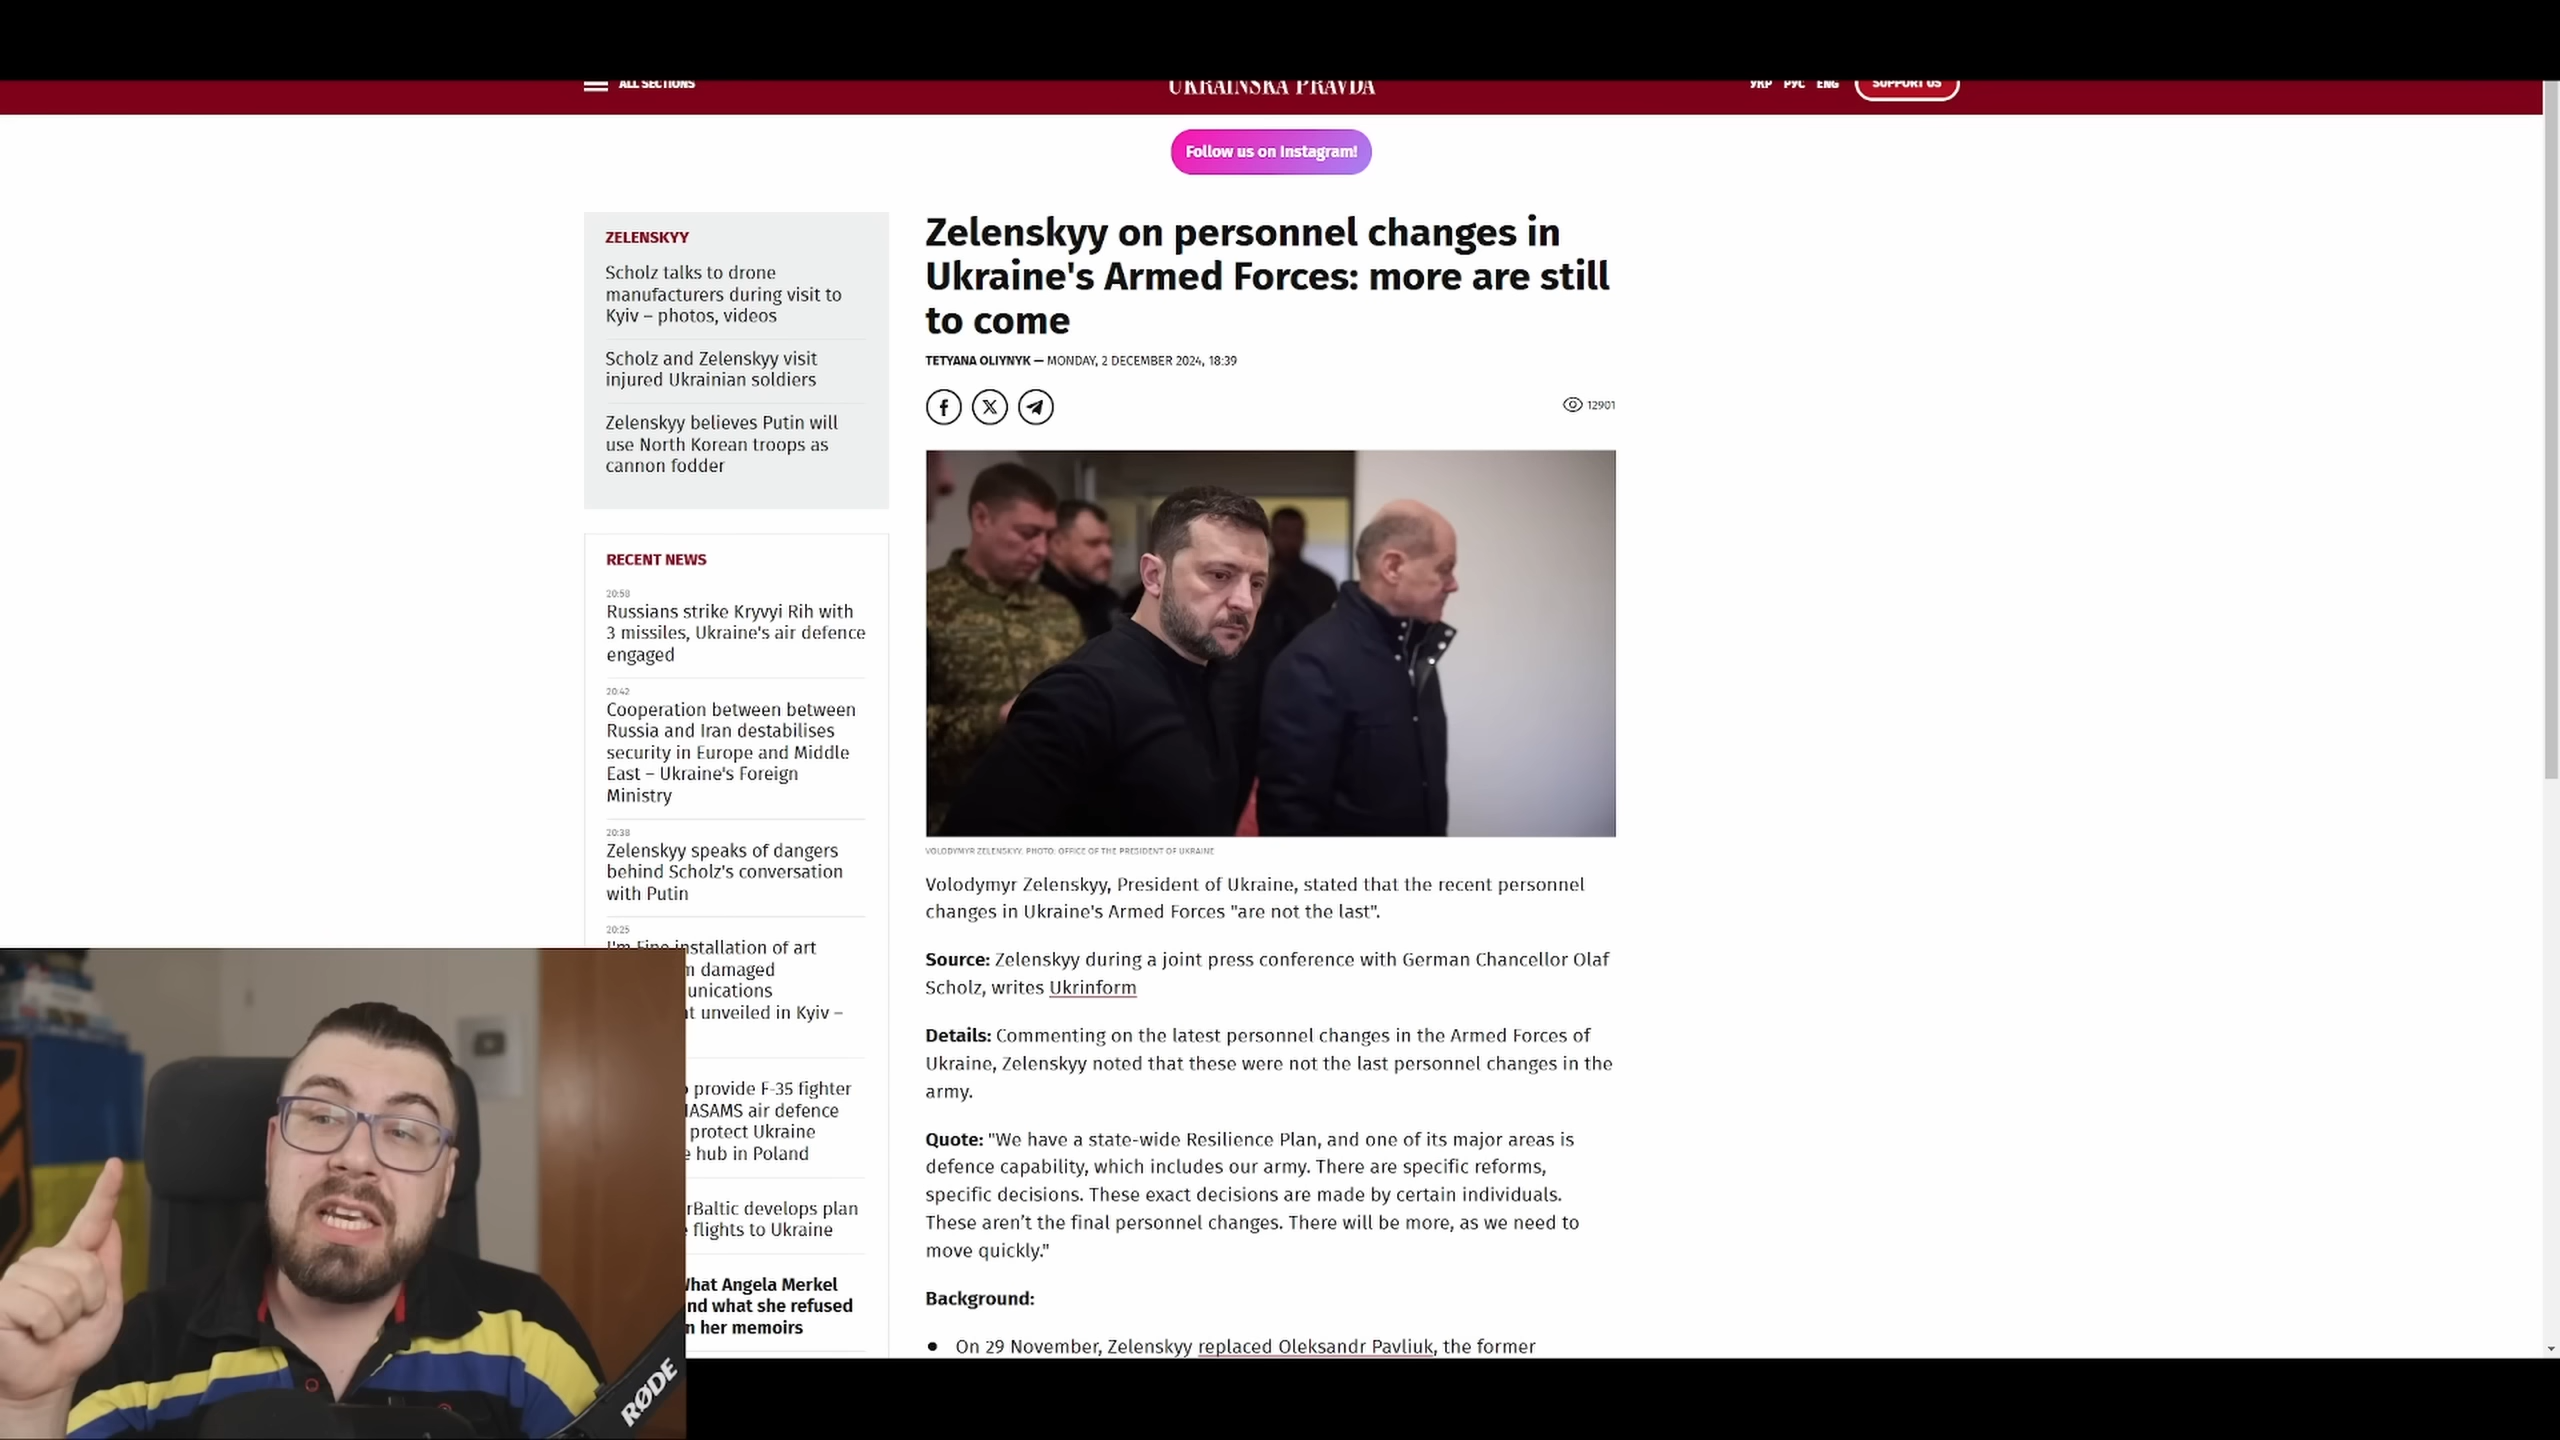 ALL SECTIONS
UKRAINSKA PRAVDA
УКР РУС ENG
SUPPORT US
Follow us on Instagram!
ZELENSKYY
Scholz talks to drone
manufacturers during visit to
Kyiv – photos, videos
Scholz and Zelenskyy visit
injured Ukrainian soldiers
Zelenskyy believes Putin will
use North Korean troops as
cannon fodder
RECENT NEWS
20:58
Russians strike Kryvyi Rih with
3 missiles, Ukraine's air defence
engaged
20:42
Cooperation between between
Russia and Iran destabilises
security in Europe and Middle
East – Ukraine's Foreign
Ministry
20:38
Zelenskyy speaks of dangers
behind Scholz's conversation
with Putin
20:25
I'm Fine installation of art
damaged
unveiled in Kyiv –
provide F-35 fighter
air defence
protect Ukraine
hub in Poland
develops plan
flights to Ukraine
Angela Merkel
what she refused
her memoirs
Zelenskyy on personnel changes in
Ukraine's Armed Forces: more are still
to come
TETYANA OLIYNYK — MONDAY, 2 DECEMBER 2024, 18:39
12901
VOLODYMYR ZELENSKYY. PHOTO: OFFICE OF THE PRESIDENT OF UKRAINE
Volodymyr Zelenskyy, President of Ukraine, stated that the recent personnel
changes in Ukraine's Armed Forces "are not the last".
Source: Zelenskyy during a joint press conference with German Chancellor Olaf
Scholz, writes Ukrinform
Details: Commenting on the latest personnel changes in the Armed Forces of
Ukraine, Zelenskyy noted that these were not the last personnel changes in the
army.
Quote: "We have a state-wide Resilience Plan, and one of its major areas is
defence capability, which includes our army. There are specific reforms,
specific decisions. These exact decisions are made by certain individuals.
These aren't the final personnel changes. There will be more, as we need to
move quickly."
Background:
● On 29 November, Zelenskyy replaced Oleksandr Pavliuk, the former
RØDE